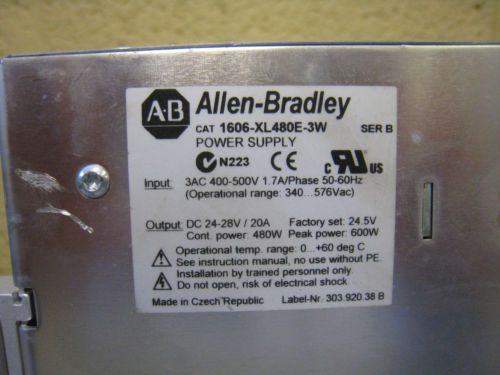 A-B Allen-Bradley
CAT 1606-XL480E-3W SER B
POWER SUPPLY
N223 CE c RU US
Input: 3AC 400-500V 1.7A/Phase 50-60Hz
(Operational range: 340...576Vac)
Output: DC 24-28V / 20A Factory set: 24.5V
Cont. power: 480W Peak power: 600W
Operational temp. range: 0...+60 deg C
See instruction manual, no use without PE.
Installation by trained personnel only.
Do not open, risk of electrical shock.
Made in Czech Republic Label-Nr. 303.920.38 B